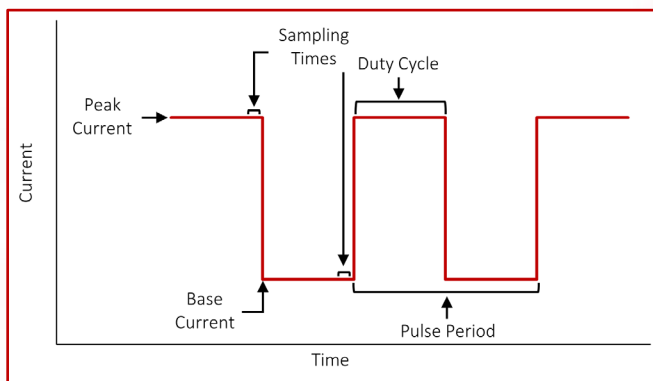 Sampling
Times
Duty Cycle
Peak
Current
Current
Base
Current
Pulse Period
Time